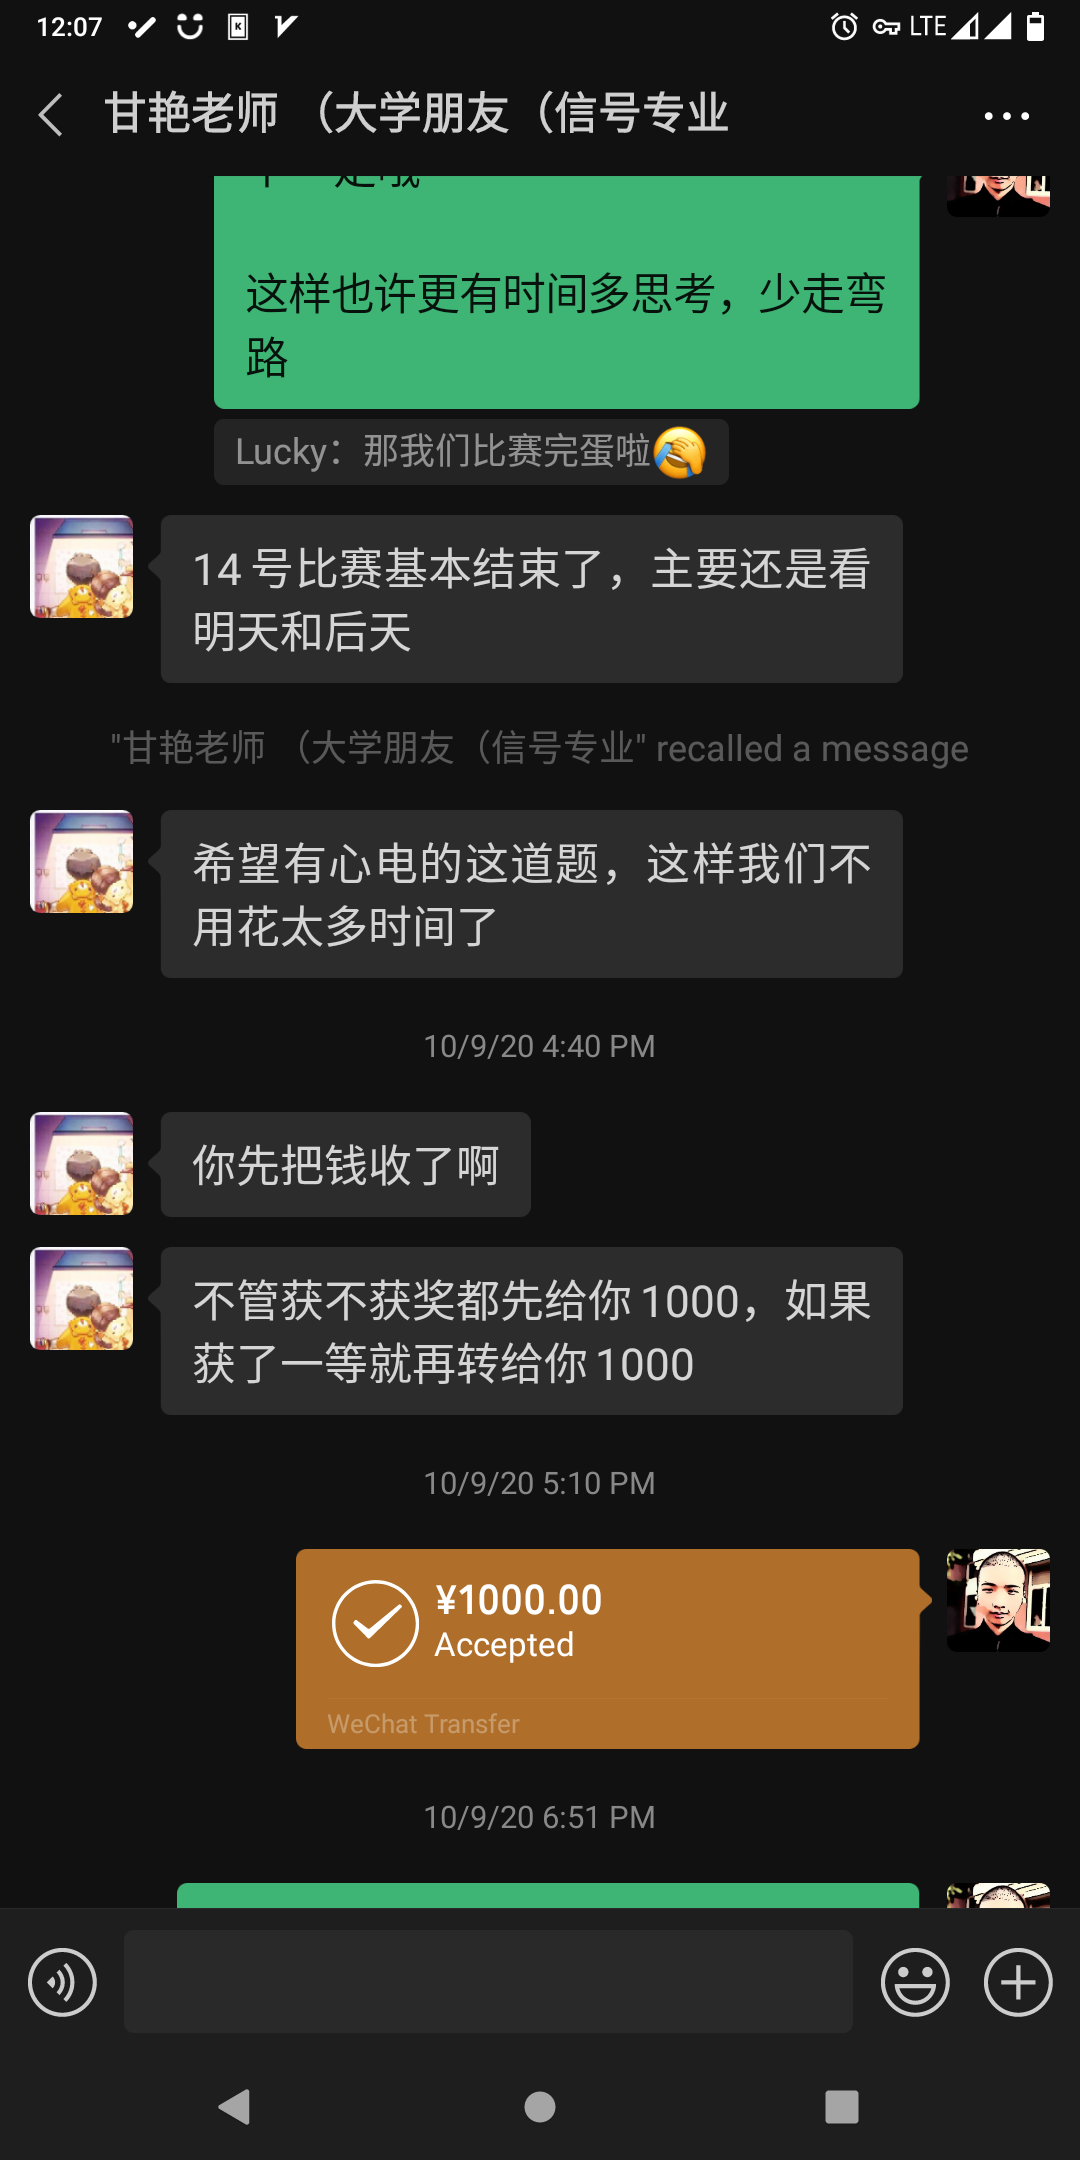 12:07
LTE
甘艳老师 （大学朋友（信号专业
这样也许更有时间多思考，少走弯
路
Lucky：那我们比赛完蛋啦🤦
14 号比赛基本结束了，主要还是看
明天和后天
"甘艳老师 （大学朋友（信号专业" recalled a message
希望有心电的这道题，这样我们不
用花太多时间了
10/9/20 4:40 PM
你先把钱收了啊
不管获不获奖都先给你 1000，如果
获了一等就再转给你 1000
10/9/20 5:10 PM
¥1000.00
Accepted
WeChat Transfer
10/9/20 6:51 PM